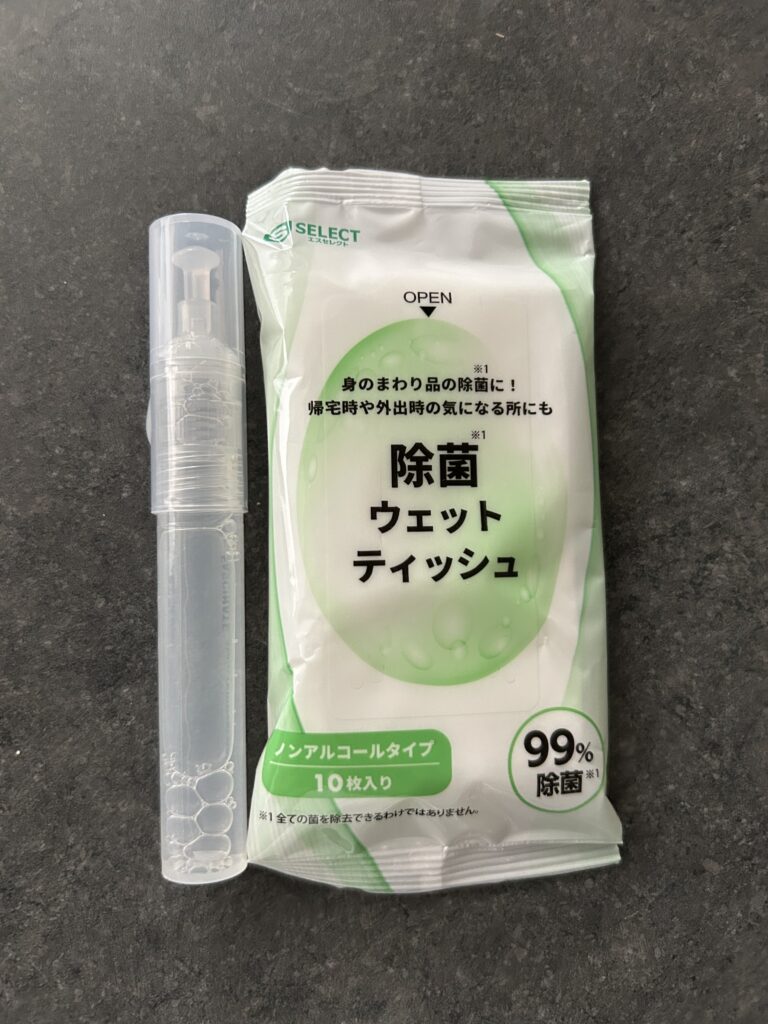 SELECT
エスセレクト
OPEN
▼
※1
身のまわり品の除菌に！
帰宅時や外出時の気になる所にも
※1
除菌
ウェット
ティッシュ
ノンアルコールタイプ
10枚入り
99%
除菌※1
※1 全ての菌を除去できるわけではありません。